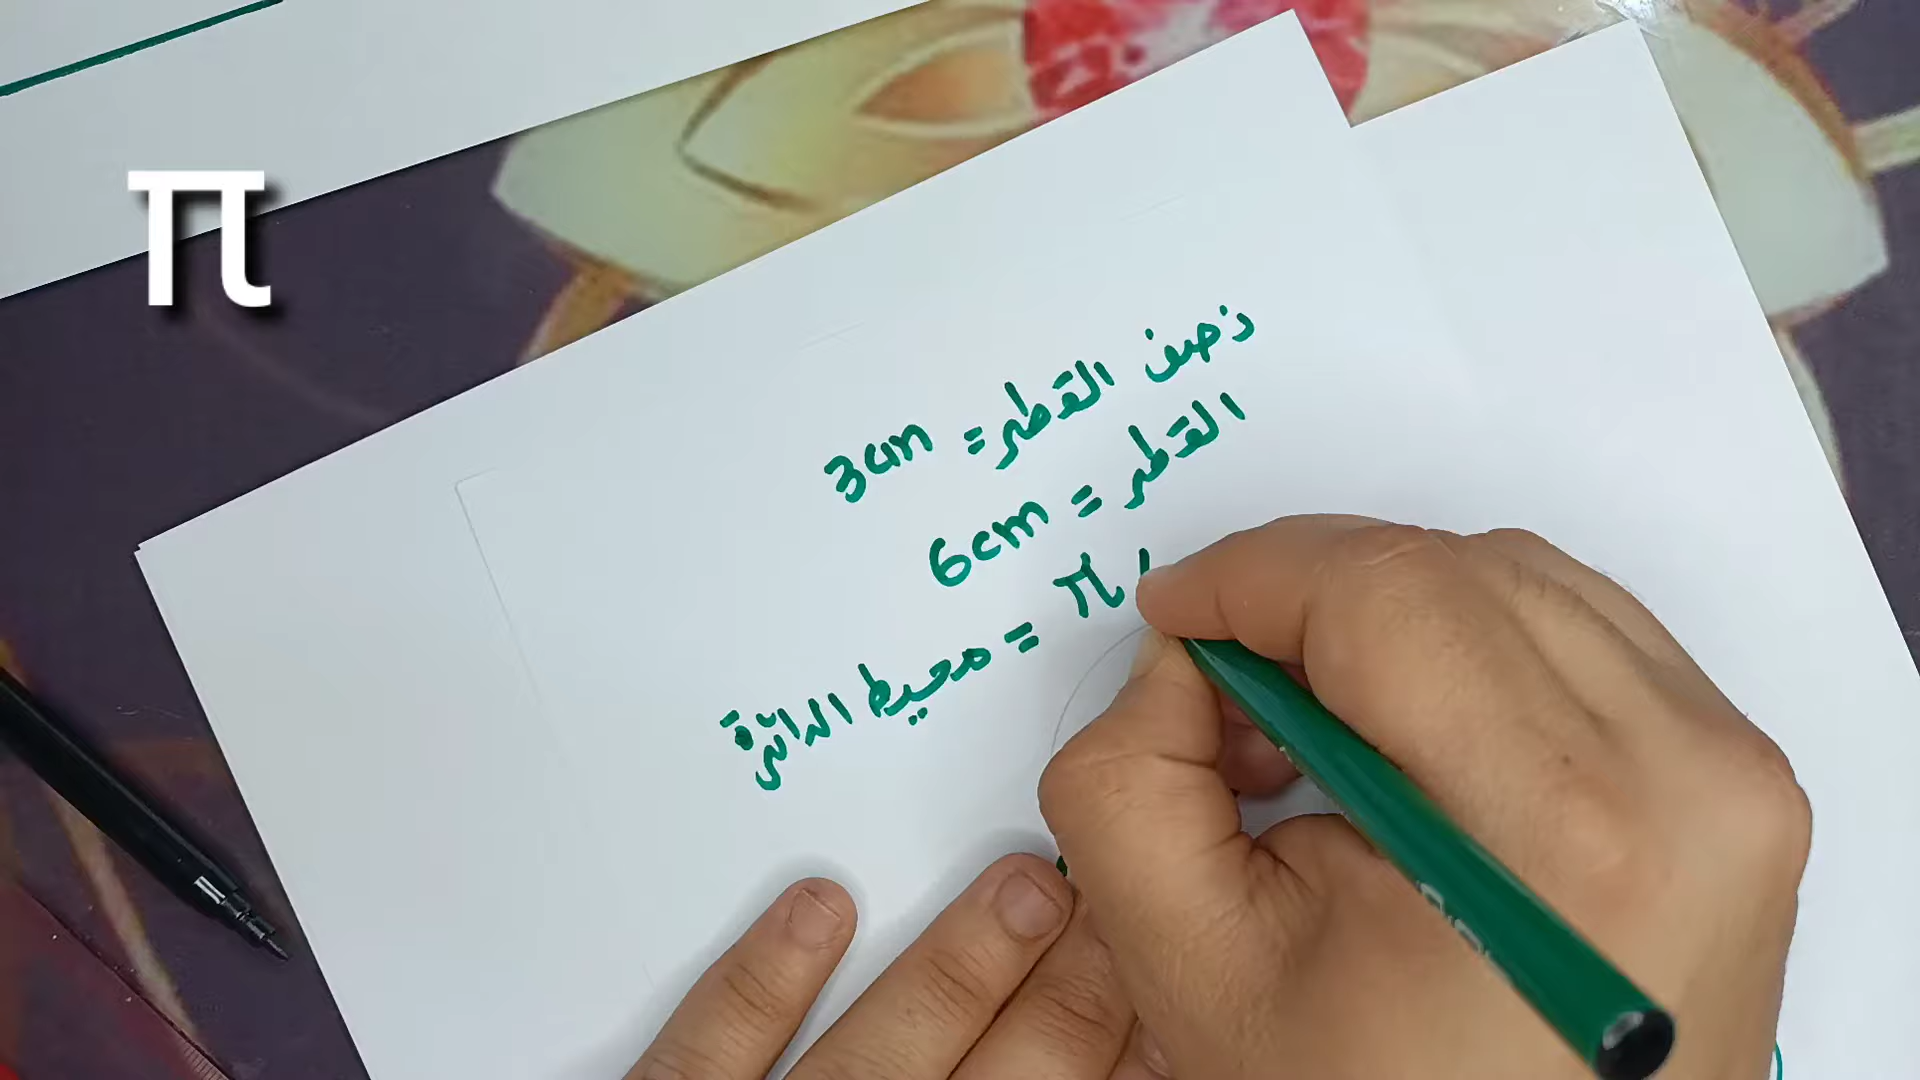 π
نصف القطر = 3cm
القطر = 6cm
محيط الدائرة = π